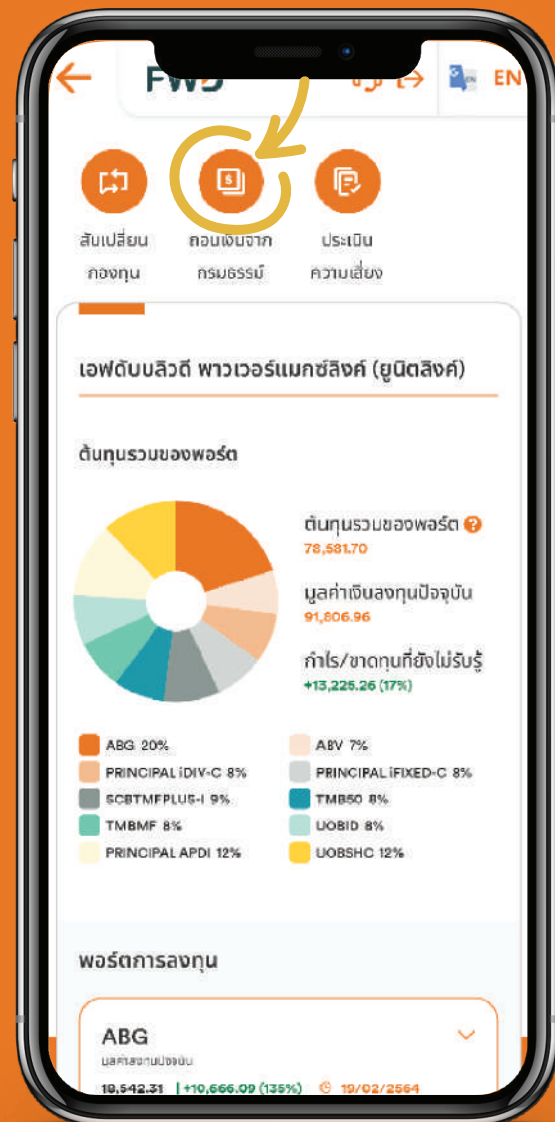 FWD
EN
สับเปลี่ยน
กองทุน
ถอนเงินจาก
กรมธรรม์
ประเมิน
ความเสี่ยง
เอฟดับบลิวดี พาวเวอร์แมกซ์ลิงค์ (ยูนิตลิงค์)
ต้นทุนรวมของพอร์ต
ต้นทุนรวมของพอร์ต ?
78,581.70
มูลค่าเงินลงทุนปัจจุบัน
91,806.96
กำไร/ขาดทุนที่ยังไม่รับรู้
+13,225.26 (17%)
ABG 20%
ABV 7%
PRINCIPAL iDIV-C 8%
PRINCIPAL iFIXED-C 8%
SCBTMFPLUS-I 9%
TMB50 8%
TMBMF 8%
UOBID 8%
PRINCIPAL APDI 12%
UOBSHC 12%
พอร์ตการลงทุน
ABG
มูลค่าลงทุนปัจจุบัน
18,542.31 | +10,666.09 (135%) 19/02/2564